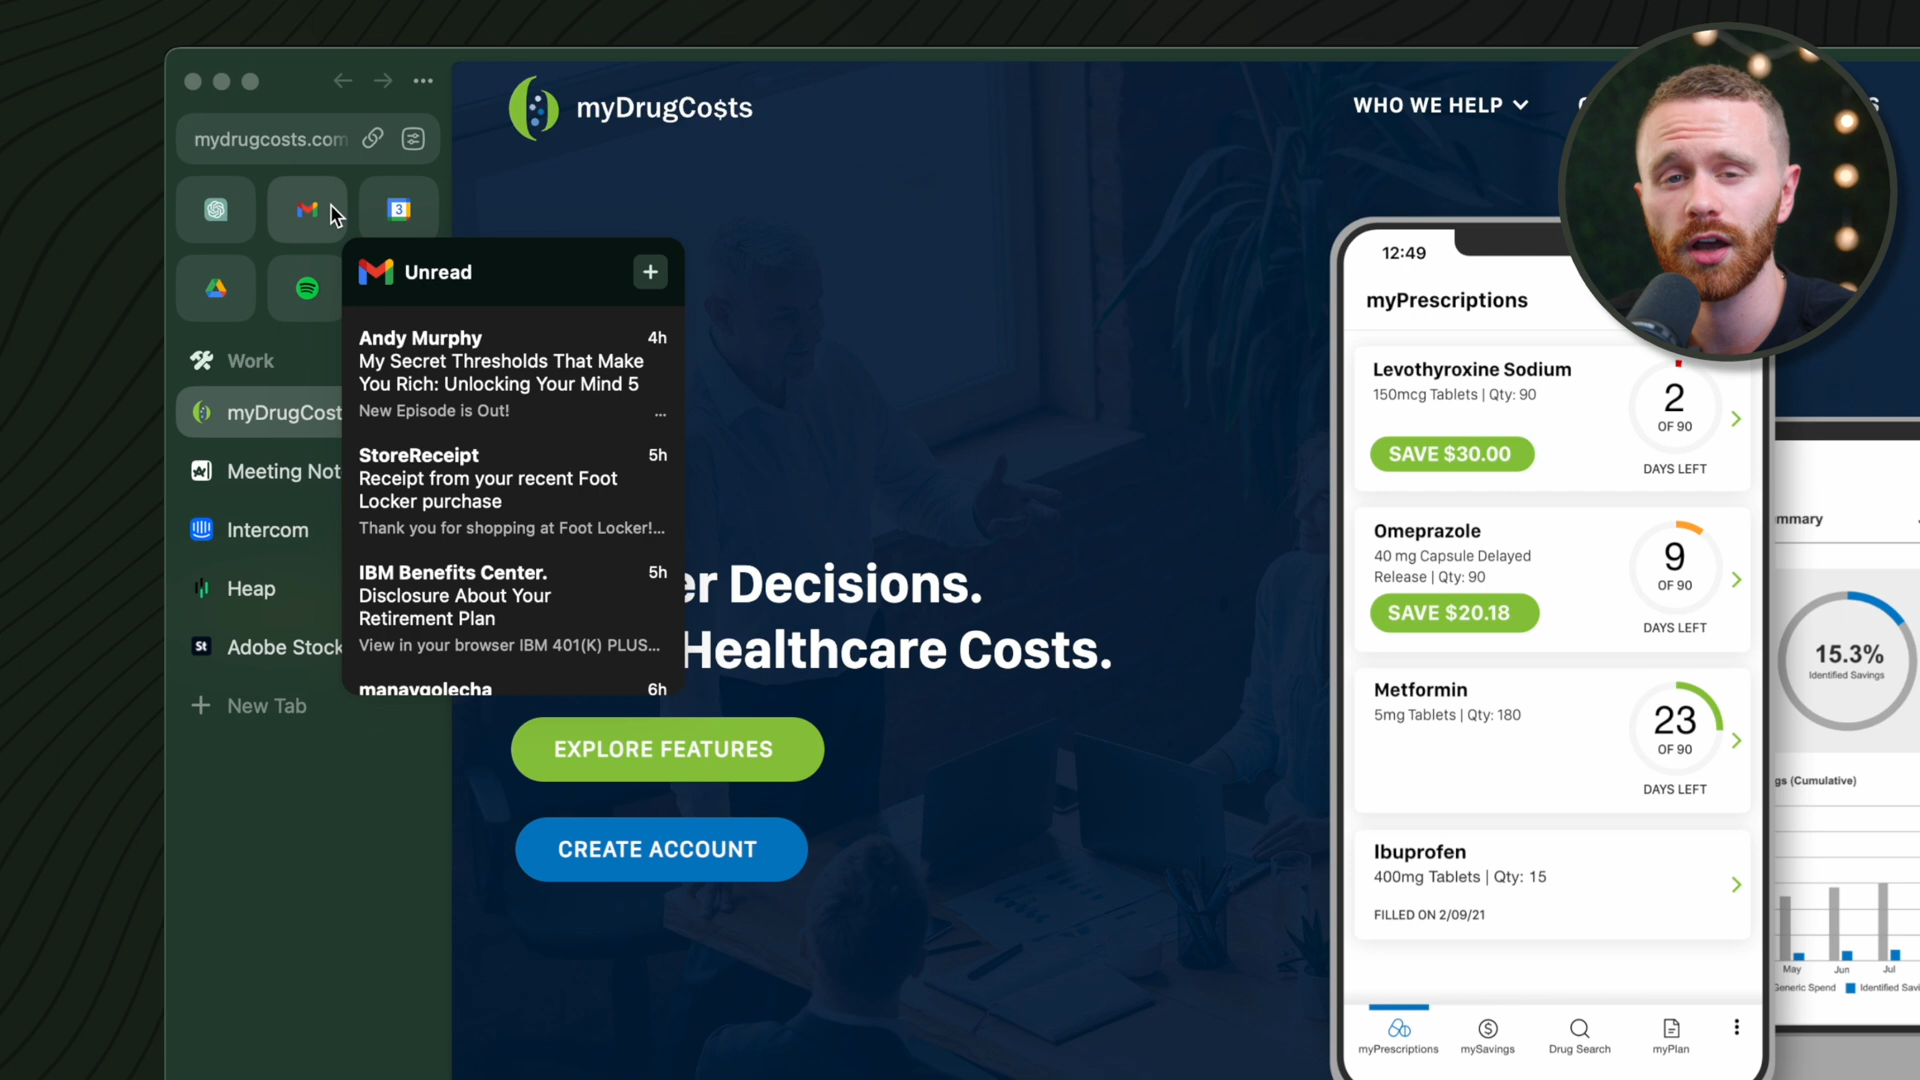 mydrugcosts.com
3
Work
myDrugCost
Meeting Not
Intercom
Heap
St
Adobe Stock
New Tab
Unread
Andy Murphy 4h
My Secret Thresholds That Make
You Rich: Unlocking Your Mind 5
New Episode is Out! ...
StoreReceipt 5h
Receipt from your recent Foot
Locker purchase
Thank you for shopping at Foot Locker!...
IBM Benefits Center. 5h
Disclosure About Your
Retirement Plan
View in your browser IBM 401(K) PLUS...
manavgolecha 6h
myDrugCo$ts
WHO WE HELP
Decisions.
Healthcare Costs.
EXPLORE FEATURES
CREATE ACCOUNT
12:49
myPrescriptions
Levothyroxine Sodium
150mcg Tablets | Qty: 90
SAVE $30.00
2
OF 90
DAYS LEFT
Omeprazole
40 mg Capsule Delayed
Release | Qty: 90
SAVE $20.18
9
OF 90
DAYS LEFT
Metformin
5mg Tablets | Qty: 180
23
OF 90
DAYS LEFT
Ibuprofen
400mg Tablets | Qty: 15
FILLED ON 2/09/21
myPrescriptions
mySavings
Drug Search
myPlan
mmary
15.3%
Identified Savings
gs (Cumulative)
May Jun Jul
Generic Spend Identified Savi